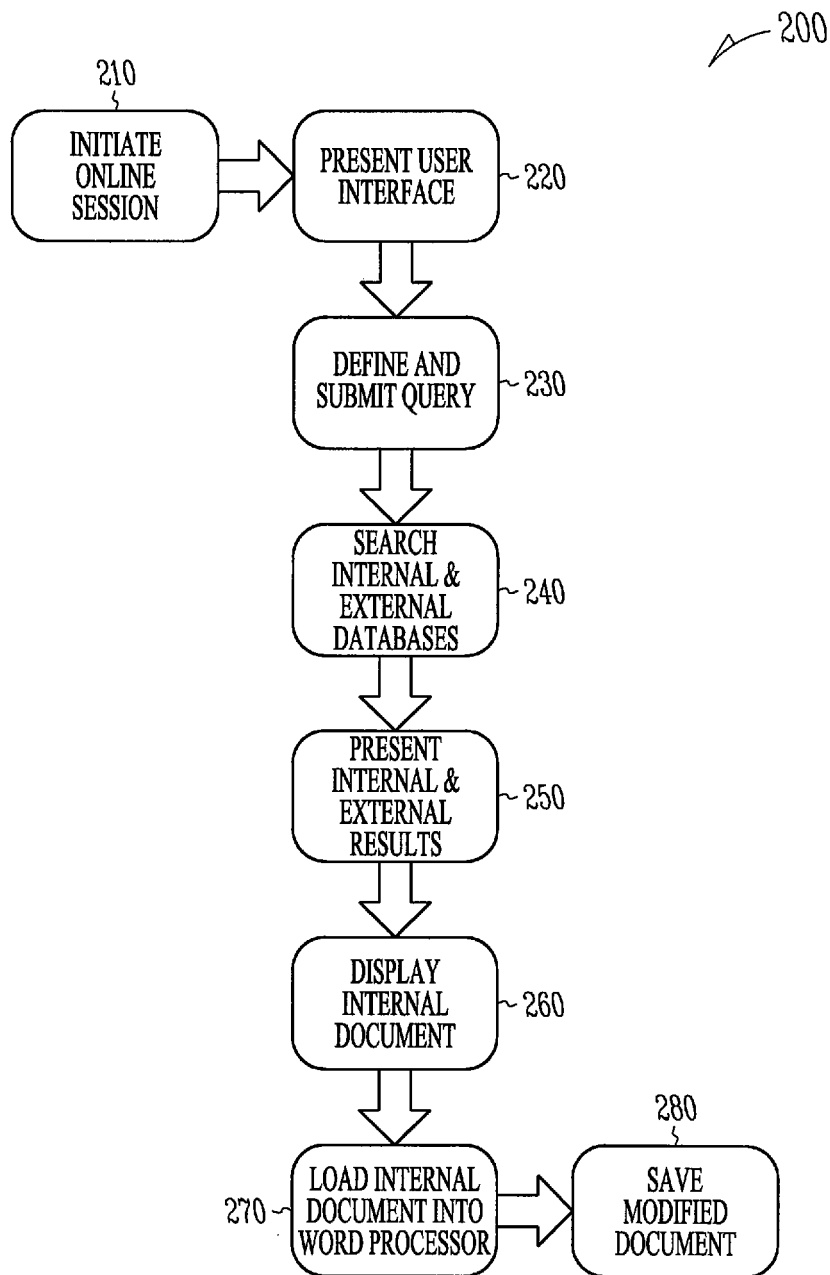 200
210
INITIATE
ONLINE
SESSION
PRESENT USER
INTERFACE
220
DEFINE AND
SUBMIT QUERY
230
SEARCH
INTERNAL &
EXTERNAL
DATABASES
240
PRESENT
INTERNAL &
EXTERNAL
RESULTS
250
DISPLAY
INTERNAL
DOCUMENT
260
270
LOAD INTERNAL
DOCUMENT INTO
WORD PROCESSOR
280
SAVE
MODIFIED
DOCUMENT